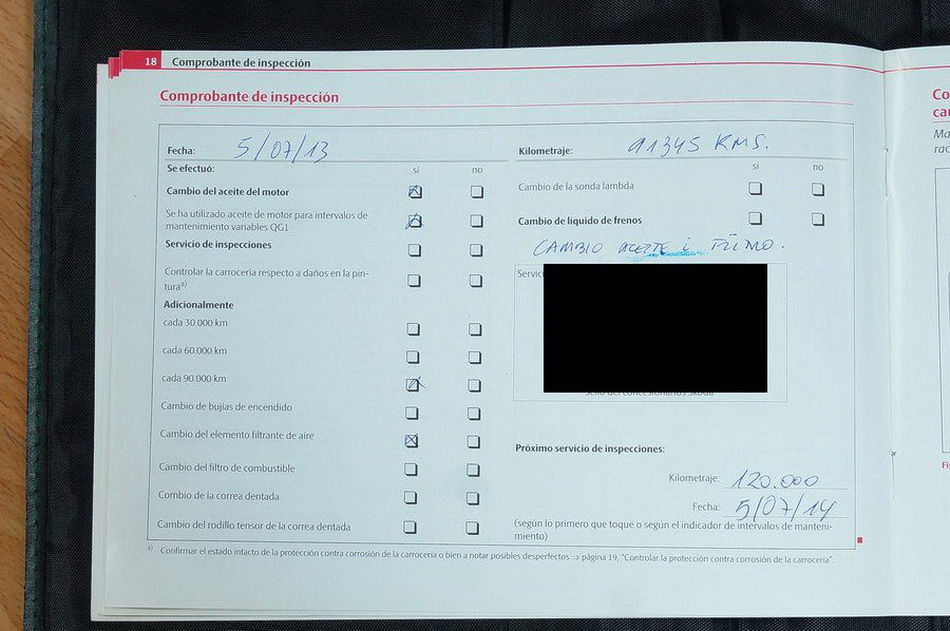 18 Comprobante de inspección
Comprobante de inspección
Fecha: 5/07/13
Se efectuó:
sí no
Cambio del aceite del motor
Se ha utilizado aceite de motor para intervalos de
mantenimiento variables QG1
Servicio de inspecciones
Controlar la carrocería respecto a daños en la pin-
tura a)
Adicionalmente
cada 30.000 km
cada 60.000 km
cada 90.000 km
Cambio de bujías de encendido
Cambio del elemento filtrante de aire
Cambio del filtro de combustible
Combio de la correa dentada
Cambio del rodillo tensor de la correa dentada
Kilometraje: 91345 KMS.
sí no
Cambio de la sonda lambda
Cambio de líquido de frenos
CAMBIO ACEITE i
Próximo servicio de inspecciones:
Kilometraje: 120.000
Fecha: 5/07/14
(según lo primero que toque o según el indicador de intervalos de manteni-
miento)
a) Confirmar el estado intacto de la protección contra corrosión de la carrocería o bien a notar posibles desperfectos ⇒ página 19, "Controlar la protección contra corrosión de la carrocería".
Co
ca
Ma
rac